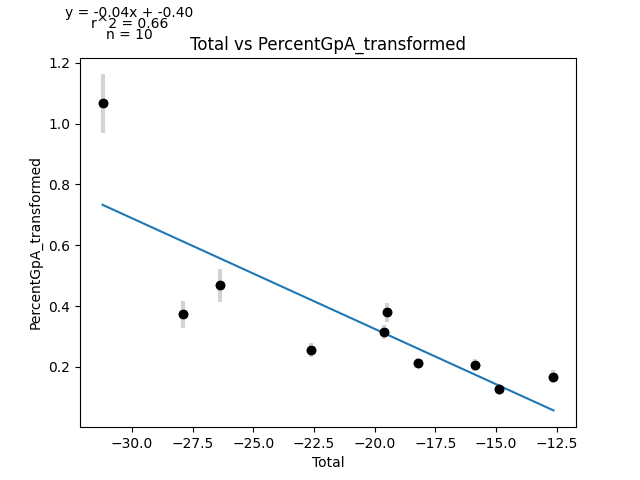 y = -0.04x + -0.40
r^2 = 0.66
n = 10
Total vs PercentGpA_transformed
1.2
1.0
0.8
0.6
0.4
0.2
PercentGpA_transformed
−30.0 −27.5 −25.0 −22.5 −20.0 −17.5 −15.0 −12.5
Total